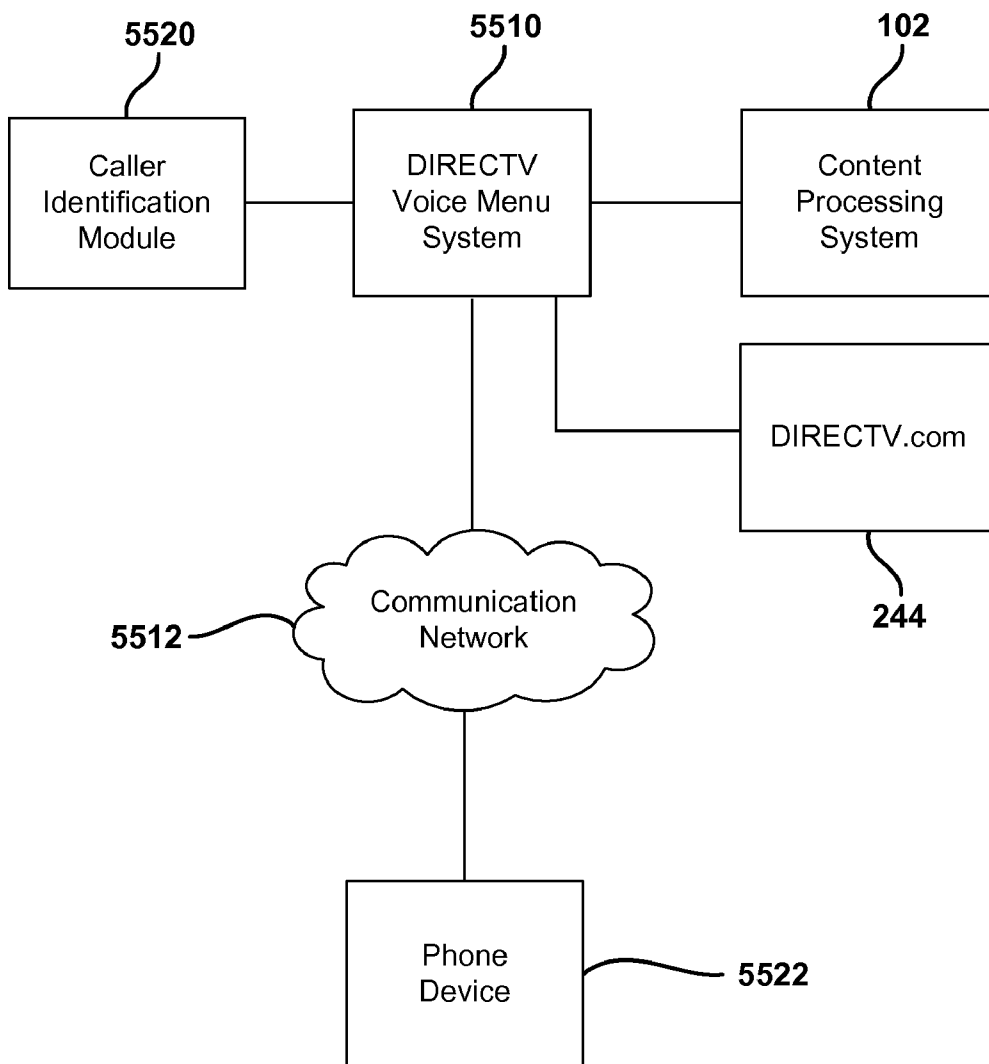 5520
5510
102
Caller
Identification
Module
DIRECTV
Voice Menu
System
Content
Processing
System
DIRECTV.com
244
Communication
Network
5512
Phone
Device
5522